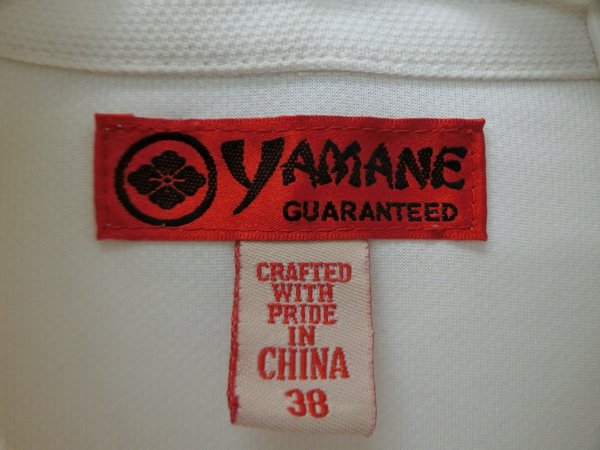 YAMANE
GUARANTEED
CRAFTED
WITH
PRIDE
IN
CHINA
38